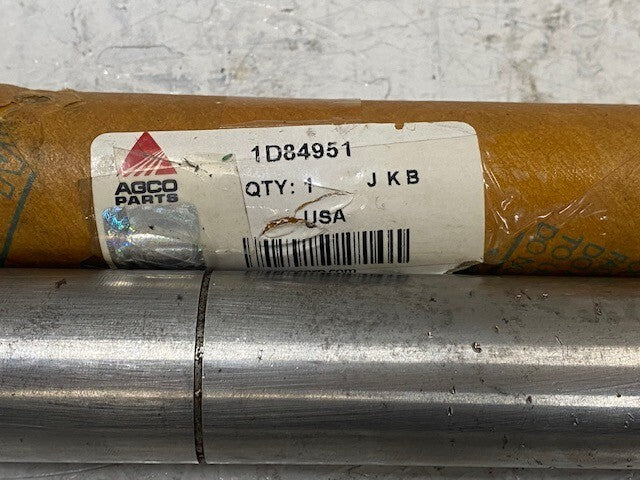 1D84951
AGCO
PARTS
QTY: 1 J K B
USA